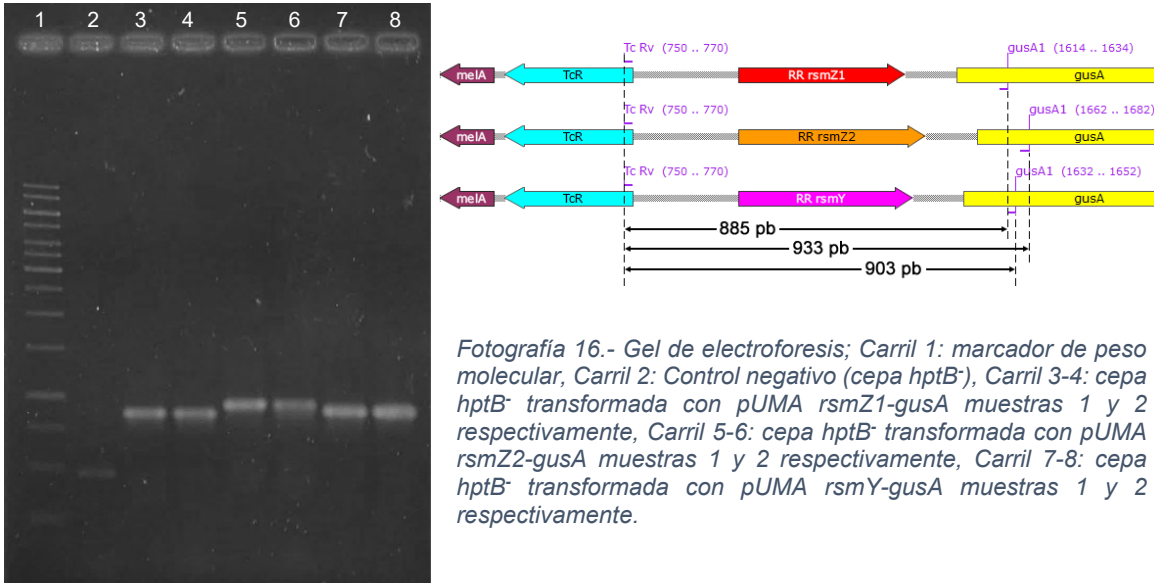 1 2 3 4 5 6 7 8
Tc Rv (750 .. 770)
gusA1 (1614 .. 1634)
melA TcR RR rsmZ1 gusA
Tc Rv (750 .. 770)
gusA1 (1662 .. 1682)
melA TcR RR rsmZ2 gusA
Tc Rv (750 .. 770)
gusA1 (1632 .. 1652)
melA TcR RR rsmY gusA
885 pb
933 pb
903 pb
Fotografía 16.- Gel de electroforesis; Carril 1: marcador de peso
molecular, Carril 2: Control negativo (cepa hptB-), Carril 3-4: cepa
hptB- transformada con pUMA rsmZ1-gusA muestras 1 y 2
respectivamente, Carril 5-6: cepa hptB- transformada con pUMA
rsmZ2-gusA muestras 1 y 2 respectivamente, Carril 7-8: cepa
hptB- transformada con pUMA rsmY-gusA muestras 1 y 2
respectivamente.